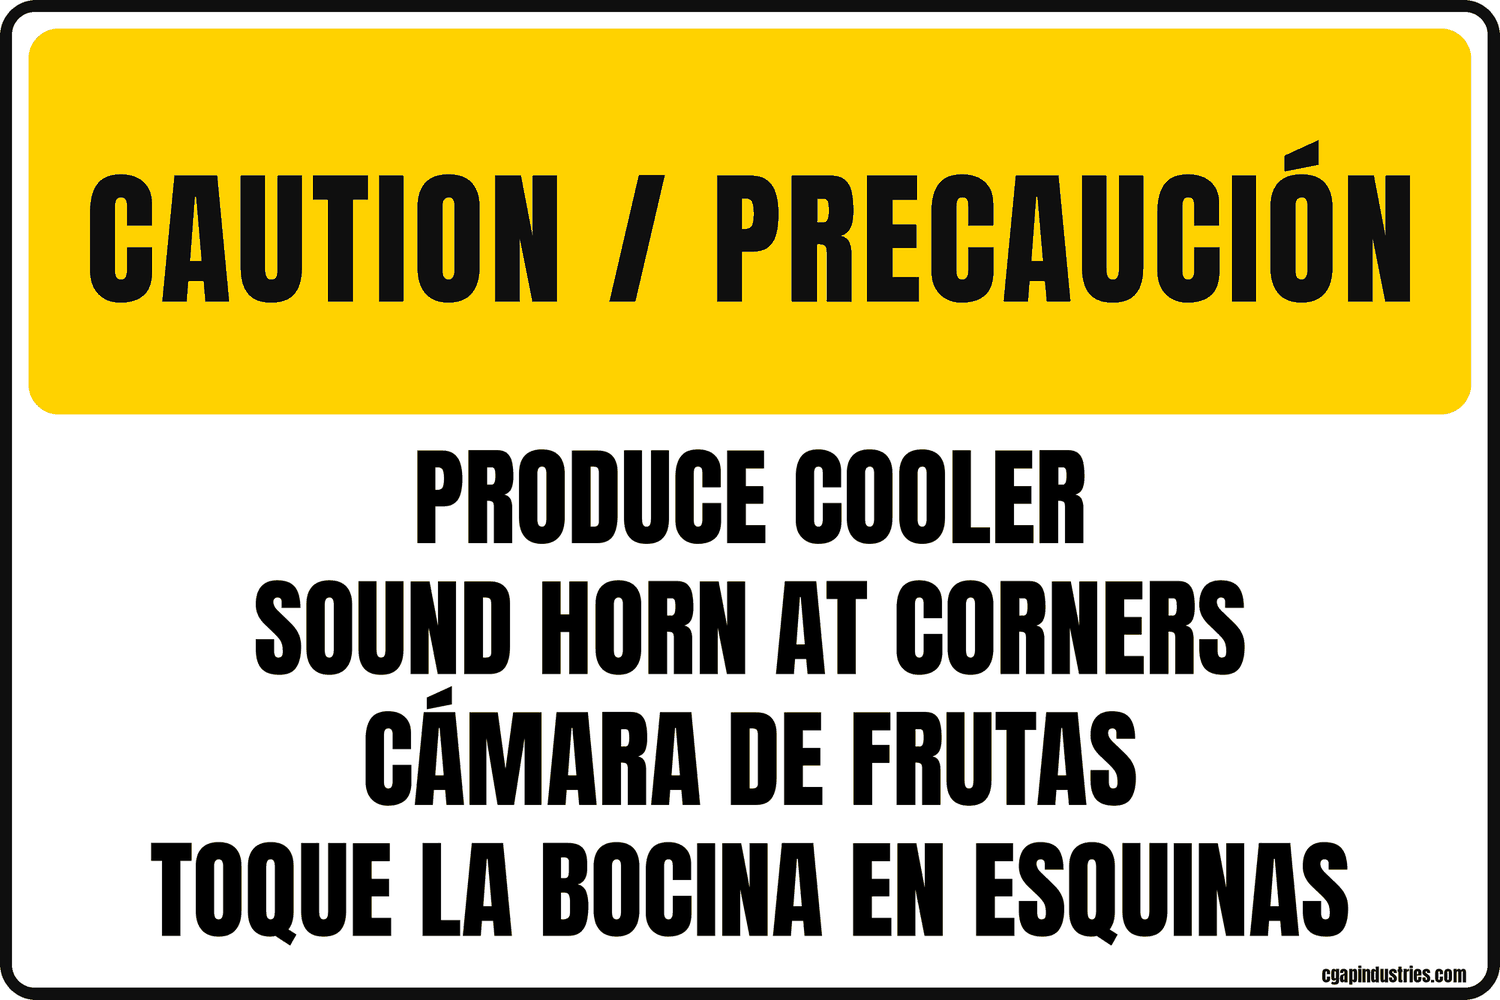 CAUTION / PRECAUCIÓN
PRODUCE COOLER
SOUND HORN AT CORNERS
CÁMARA DE FRUTAS
TOQUE LA BOCINA EN ESQUINAS
cgapindustries.com